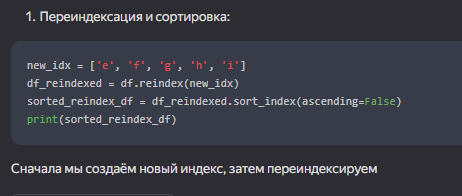 1. Переиндексация и сортировка:
new_idx = ['e', 'f', 'g', 'h', 'i']
df_reindexed = df.reindex(new_idx)
sorted_reindex_df = df_reindexed.sort_index(ascending=False)
print(sorted_reindex_df)
Сначала мы создаём новый индекс, затем переиндексируем